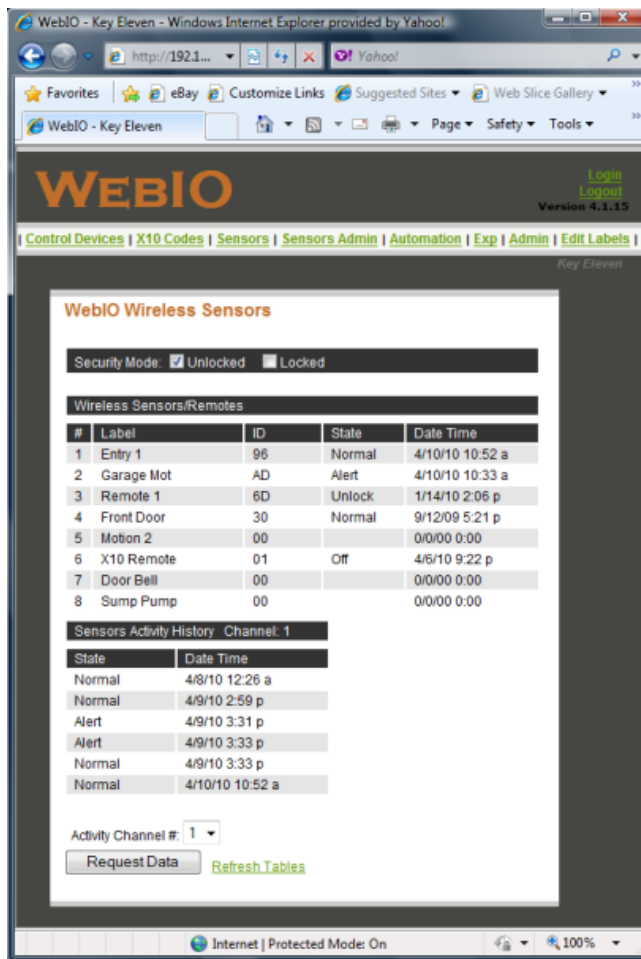 WebIO - Key Eleven - Windows Internet Explorer provided by Yahoo!
http://192.1... Yahoo!
Favorites eBay Customize Links Suggested Sites Web Slice Gallery »
WebIO - Key Eleven Page Safety Tools »
WEBIO
Login
Logout
Version 4.1.15
| Control Devices | X10 Codes | Sensors | Sensors Admin | Automation | Exp | Admin | Edit Labels |
Key Eleven
WebIO Wireless Sensors
Security Mode: Unlocked Locked
Wireless Sensors/Remotes
# Label ID State Date Time
1 Entry 1 96 Normal 4/10/10 10:52 a
2 Garage Mot AD Alert 4/10/10 10:33 a
3 Remote 1 6D Unlock 1/14/10 2:06 p
4 Front Door 30 Normal 9/12/09 5:21 p
5 Motion 2 00 0/0/00 0:00
6 X10 Remote 01 Off 4/6/10 9:22 p
7 Door Bell 00 0/0/00 0:00
8 Sump Pump 00 0/0/00 0:00
Sensors Activity History Channel: 1
State Date Time
Normal 4/8/10 12:26 a
Normal 4/9/10 2:59 p
Alert 4/9/10 3:31 p
Alert 4/9/10 3:33 p
Normal 4/9/10 3:33 p
Normal 4/10/10 10:52 a
Activity Channel #: 1
Request Data Refresh Tables
Internet | Protected Mode: On 100%